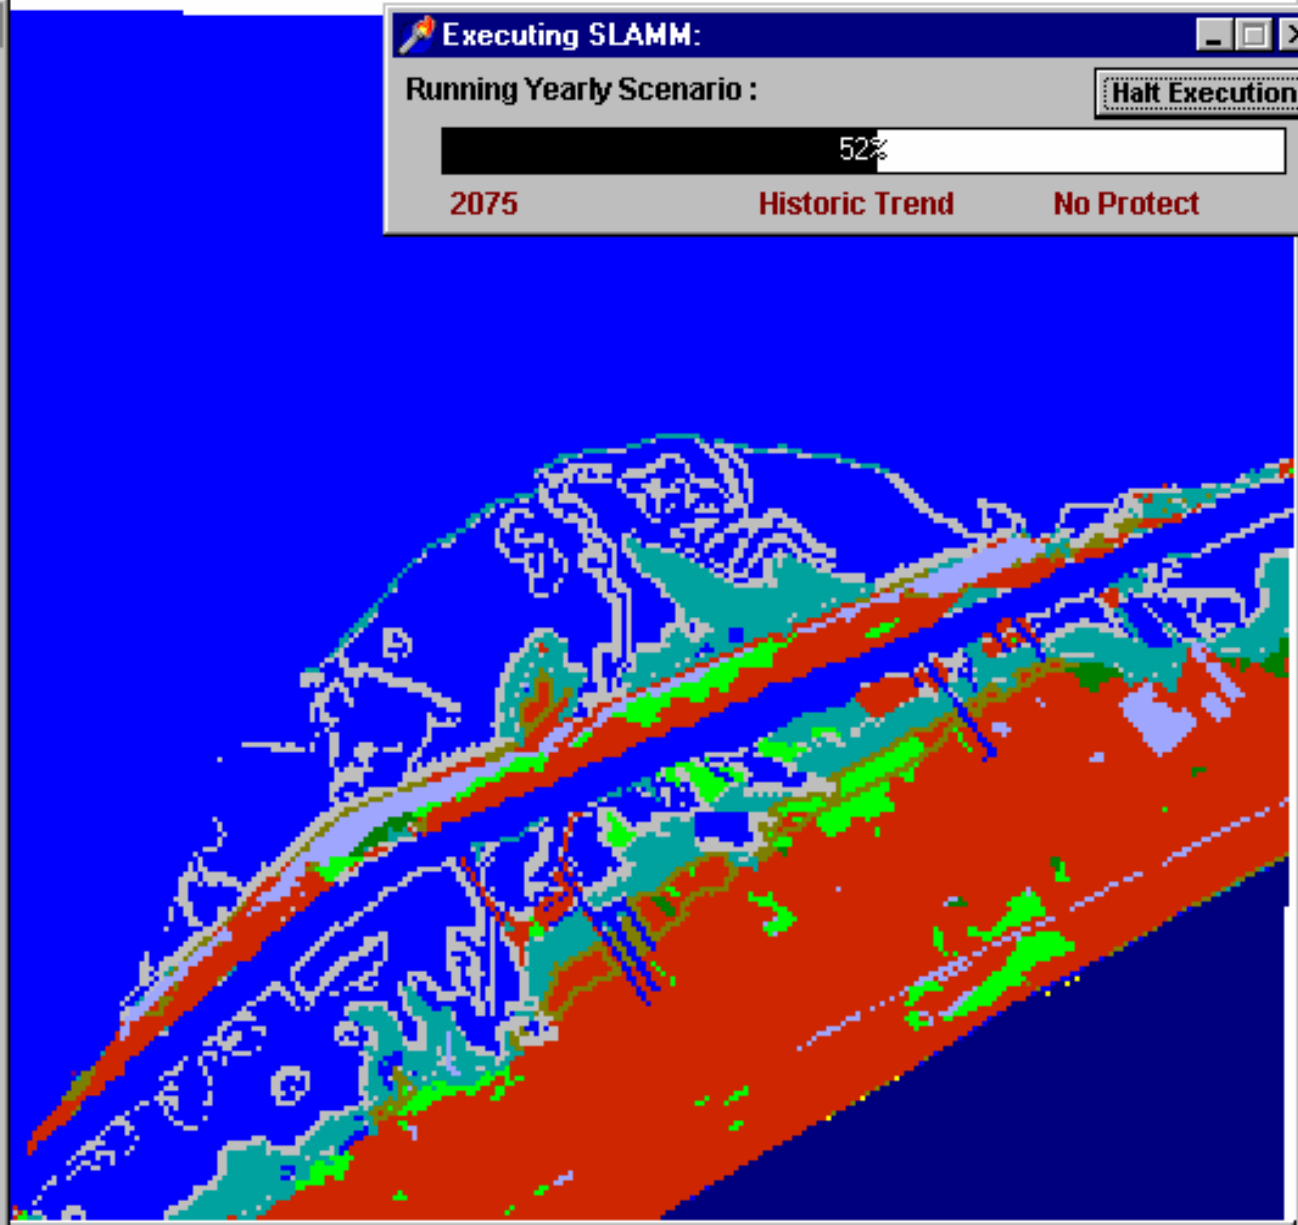 Executing SLAMM:
Running Yearly Scenario :
Halt Execution
52%
2075 Historic Trend No Protect